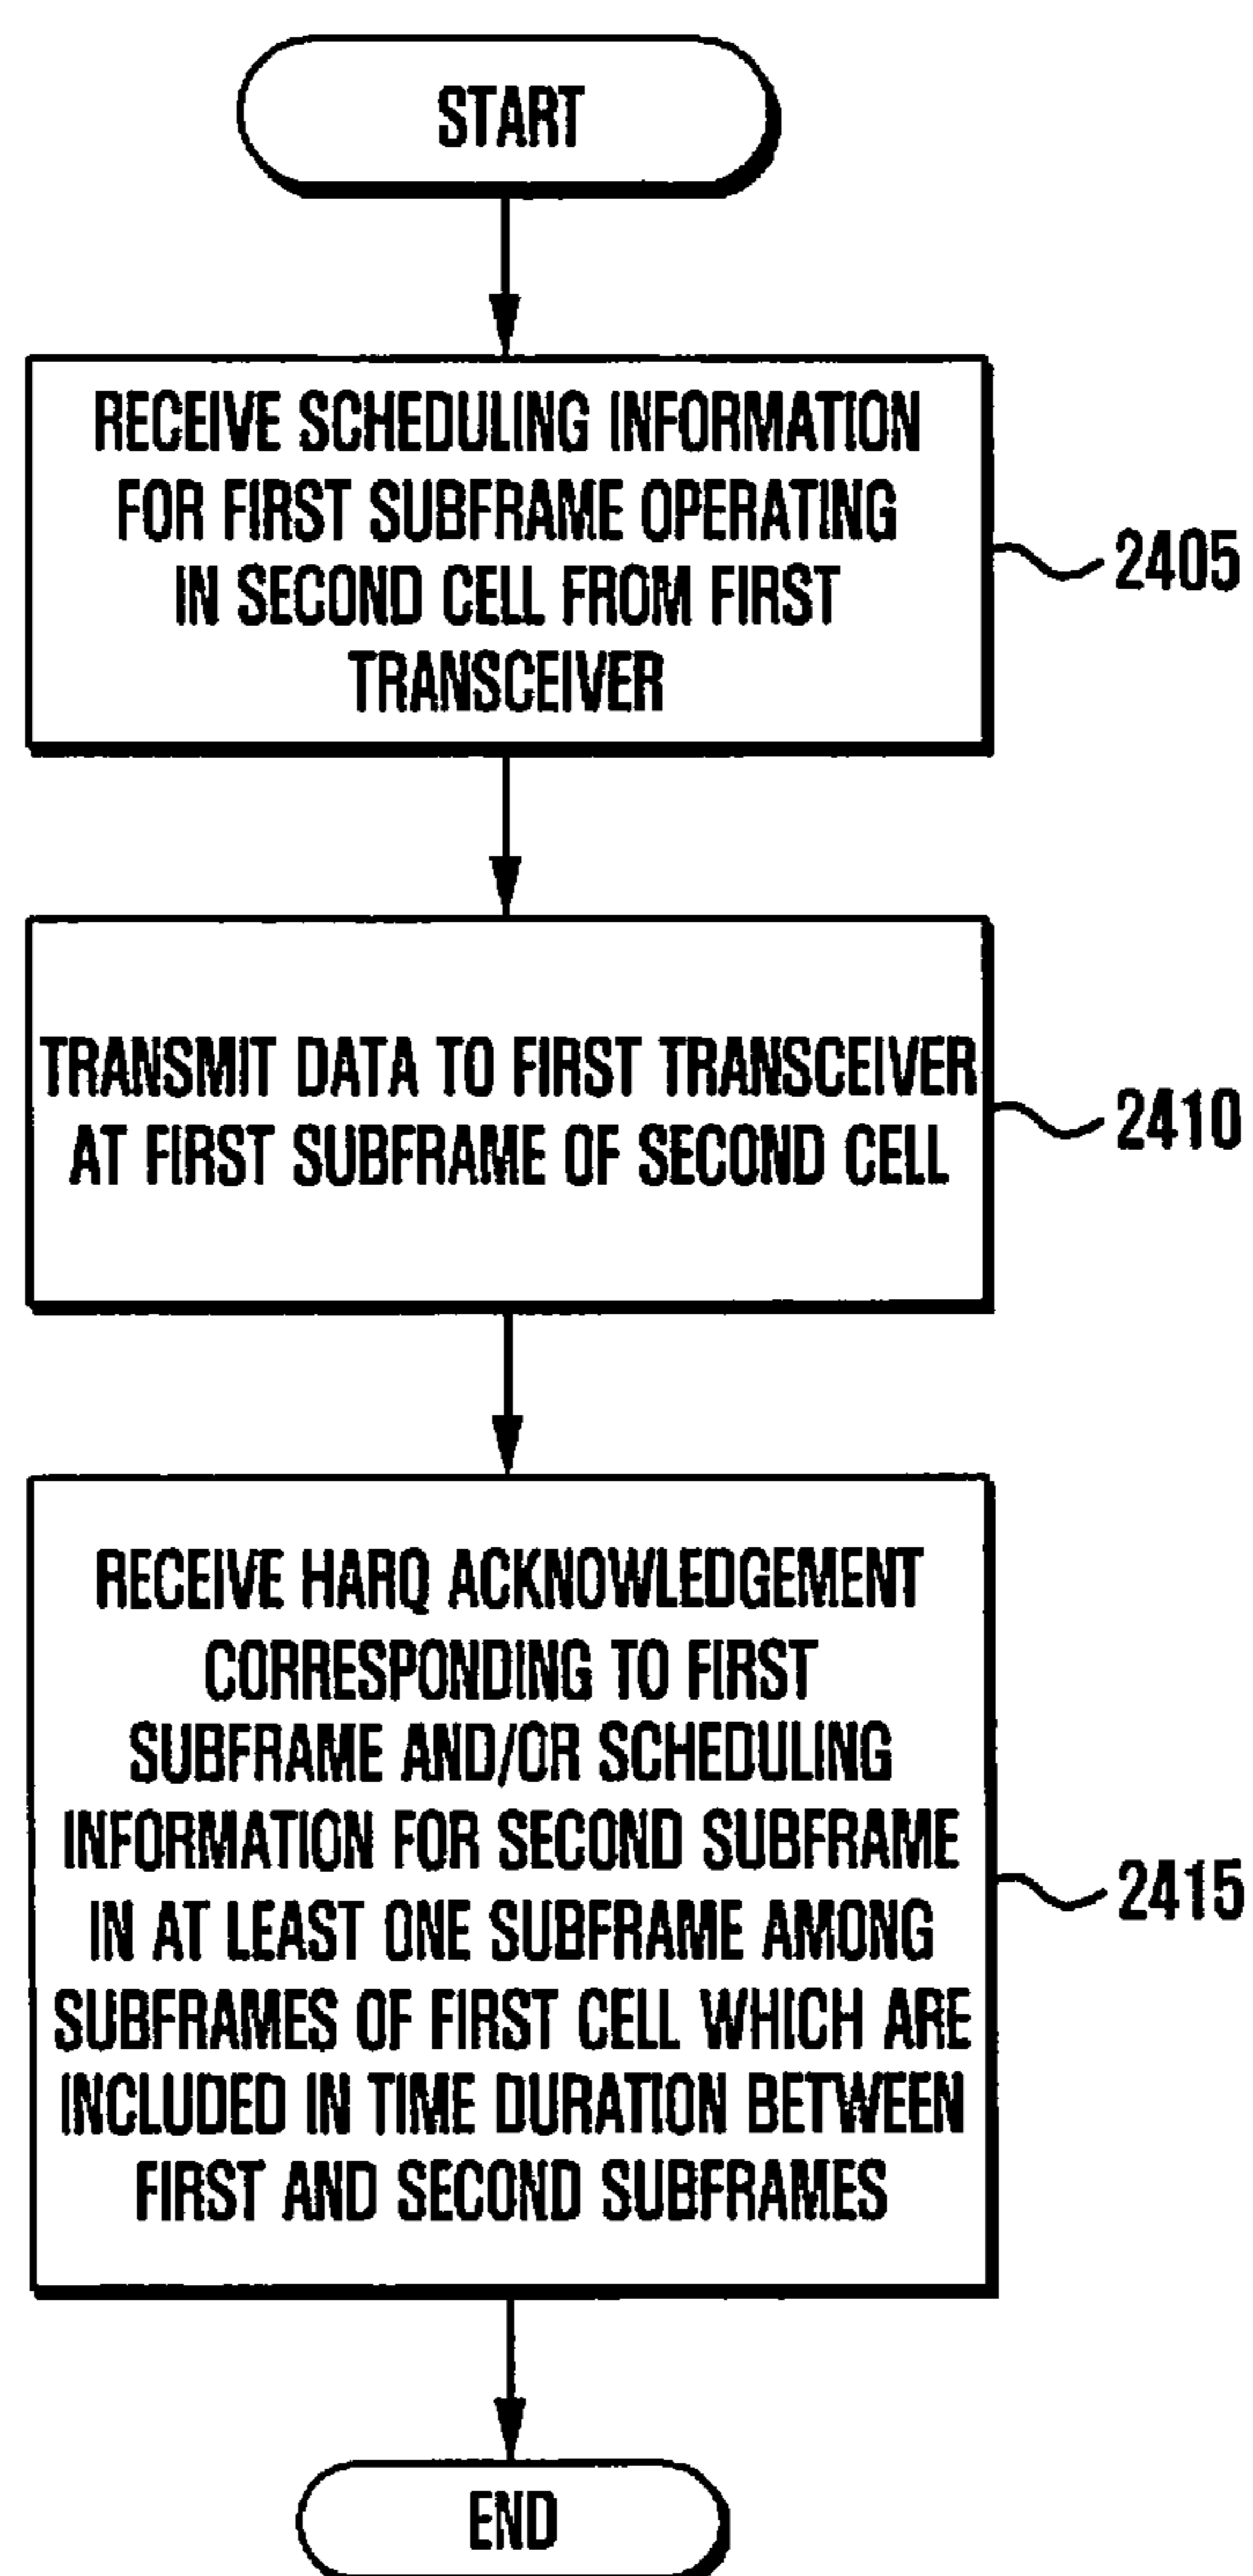 START
RECEIVE SCHEDULING INFORMATION
FOR FIRST SUBFRAME OPERATING
IN SECOND CELL FROM FIRST
TRANSCEIVER
2405
TRANSMIT DATA TO FIRST TRANSCEIVER
AT FIRST SUBFRAME OF SECOND CELL
2410
RECEIVE HARQ ACKNOWLEDGEMENT
CORRESPONDING TO FIRST
SUBFRAME AND/OR SCHEDULING
INFORMATION FOR SECOND SUBFRAME
IN AT LEAST ONE SUBFRAME AMONG
SUBFRAMES OF FIRST CELL WHICH ARE
INCLUDED IN TIME DURATION BETWEEN
FIRST AND SECOND SUBFRAMES
2415
END